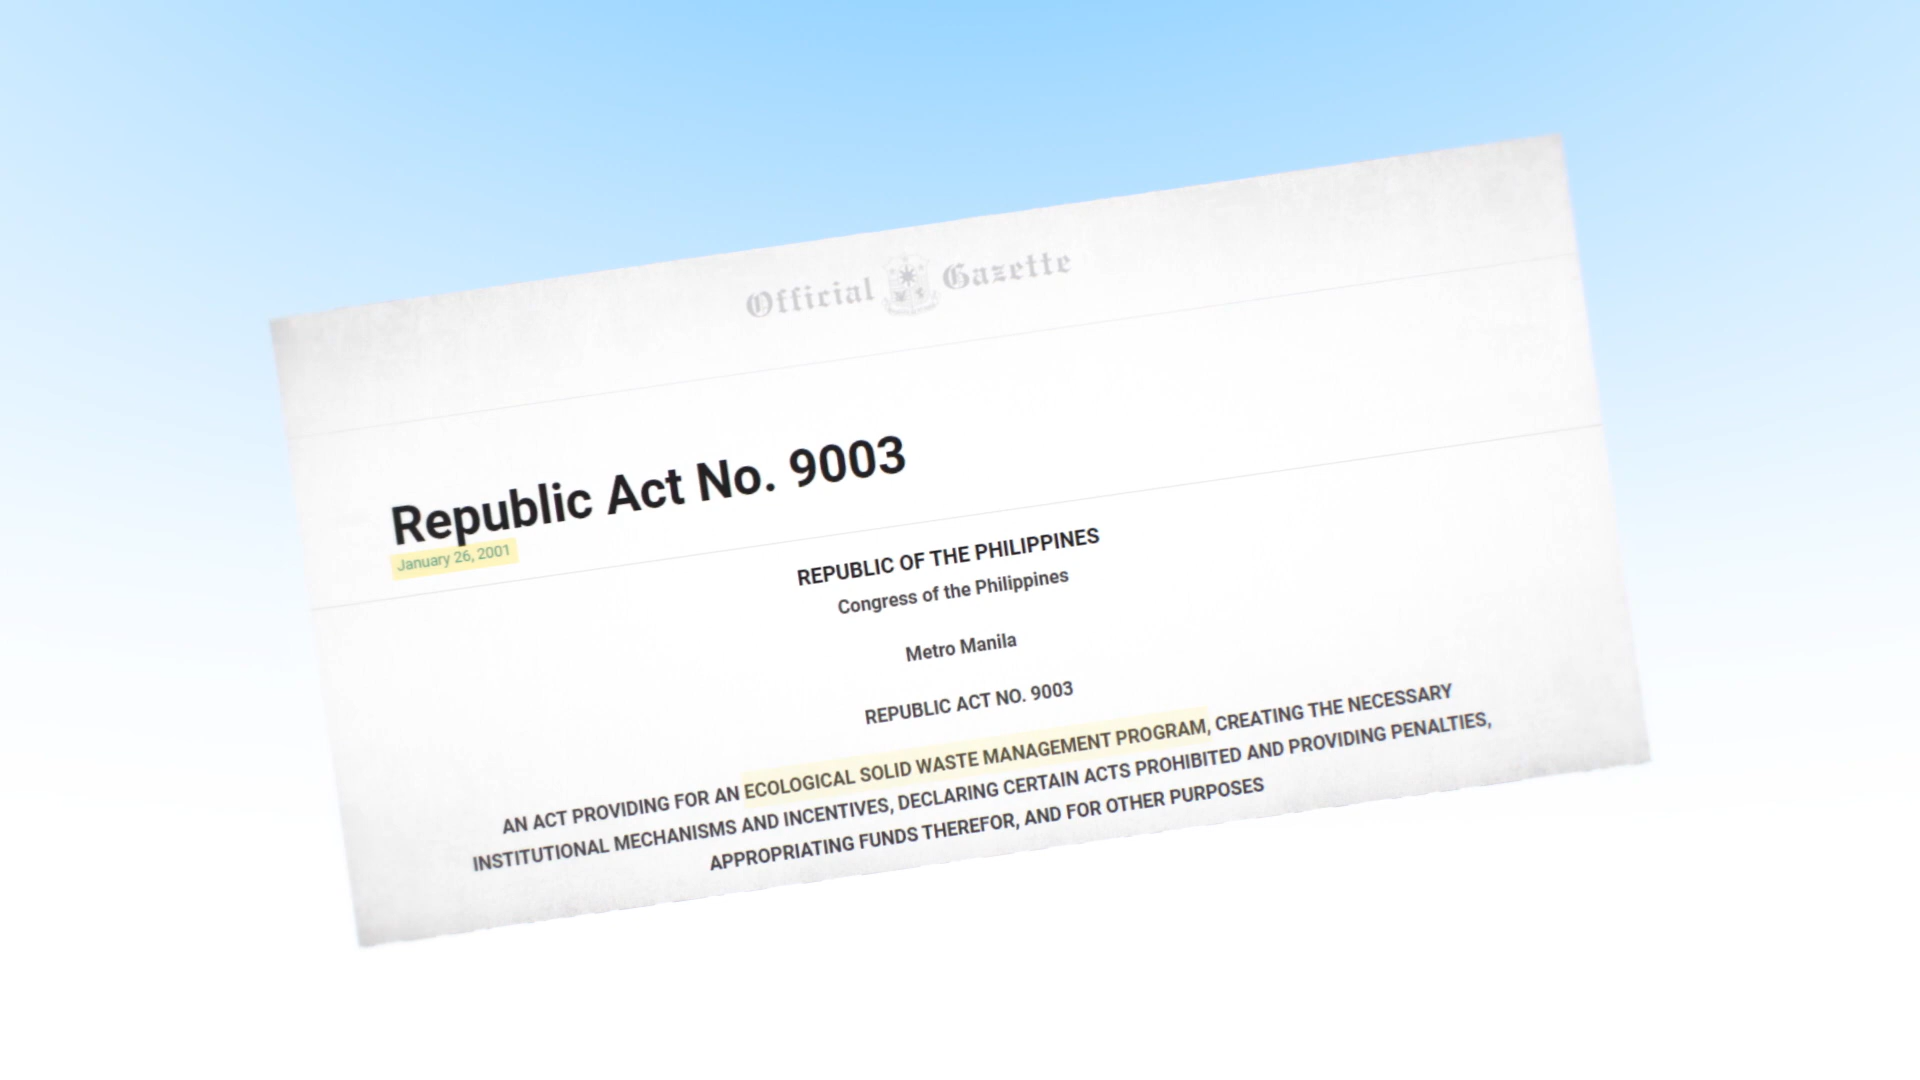 Official Gazette
Republic Act No. 9003
January 26, 2001
REPUBLIC OF THE PHILIPPINES
Congress of the Philippines
Metro Manila
REPUBLIC ACT NO. 9003
AN ACT PROVIDING FOR AN ECOLOGICAL SOLID WASTE MANAGEMENT PROGRAM, CREATING THE NECESSARY
INSTITUTIONAL MECHANISMS AND INCENTIVES, DECLARING CERTAIN ACTS PROHIBITED AND PROVIDING PENALTIES,
APPROPRIATING FUNDS THEREFOR, AND FOR OTHER PURPOSES